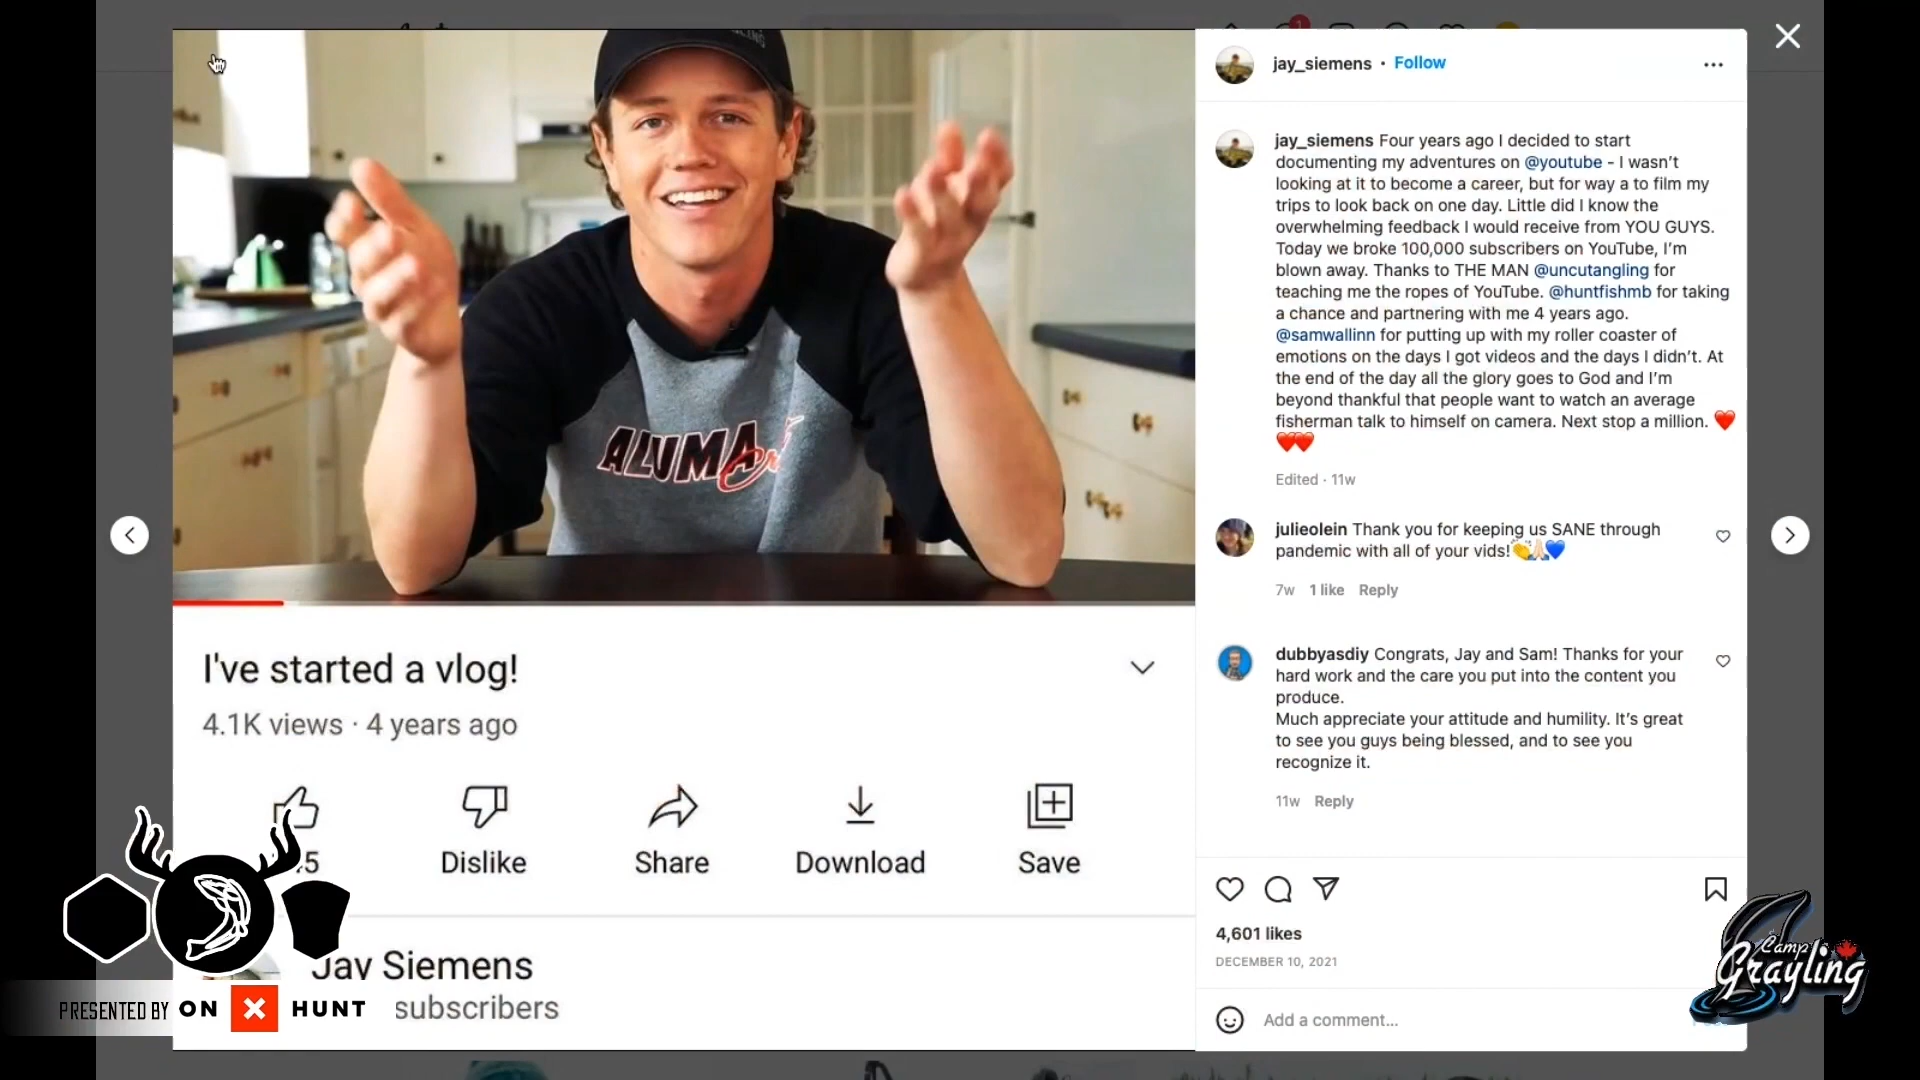 jay_siemens • Follow
jay_siemens Four years ago I decided to start
documenting my adventures on @youtube - I wasn't
looking at it to become a career, but for way a to film my
trips to look back on one day. Little did I know the
overwhelming feedback I would receive from YOU GUYS.
Today we broke 100,000 subscribers on YouTube, I'm
blown away. Thanks to THE MAN @uncutangling for
teaching me the ropes of YouTube. @huntfishmb for taking
a chance and partnering with me 4 years ago.
@samwallinn for putting up with my roller coaster of
emotions on the days I got videos and the days I didn't. At
the end of the day all the glory goes to God and I'm
beyond thankful that people want to watch an average
fisherman talk to himself on camera. Next stop a million. ❤️
❤️❤️
Edited · 11w
julieolein Thank you for keeping us SANE through
pandemic with all of your vids!👏🙏🏻💙
7w 1 like Reply
dubbyasdiy Congrats, Jay and Sam! Thanks for your
hard work and the care you put into the content you
produce.
Much appreciate your attitude and humility. It's great
to see you guys being blessed, and to see you
recognize it.
11w Reply
4,601 likes
DECEMBER 10, 2021
Add a comment...
ALUMA
I've started a vlog!
4.1K views · 4 years ago
Dislike Share Download Save
Jay Siemens
subscribers
PRESENTED BY ON X HUNT
Camp
Grayling
1